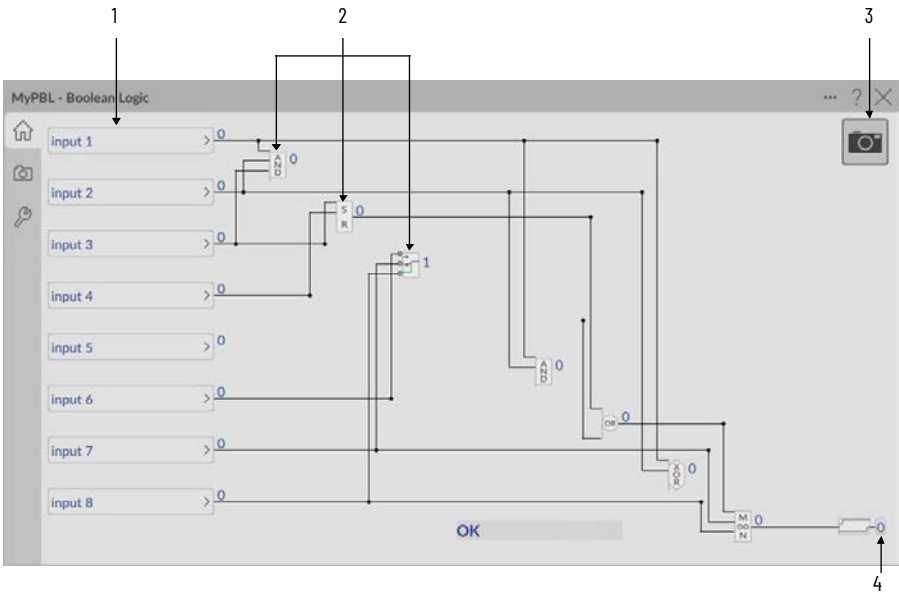 1 2 3
MyPBL - Boolean Logic ... ? X
input 1 > 0
AND 0
input 2 > 0
S R 0
input 3 > 0
1
input 4 > 0
input 5 > 0
AND 0
input 6 > 0
OR 0
input 7 > 0
XOR 0
input 8 > 0
MooN 0
OK
0
4